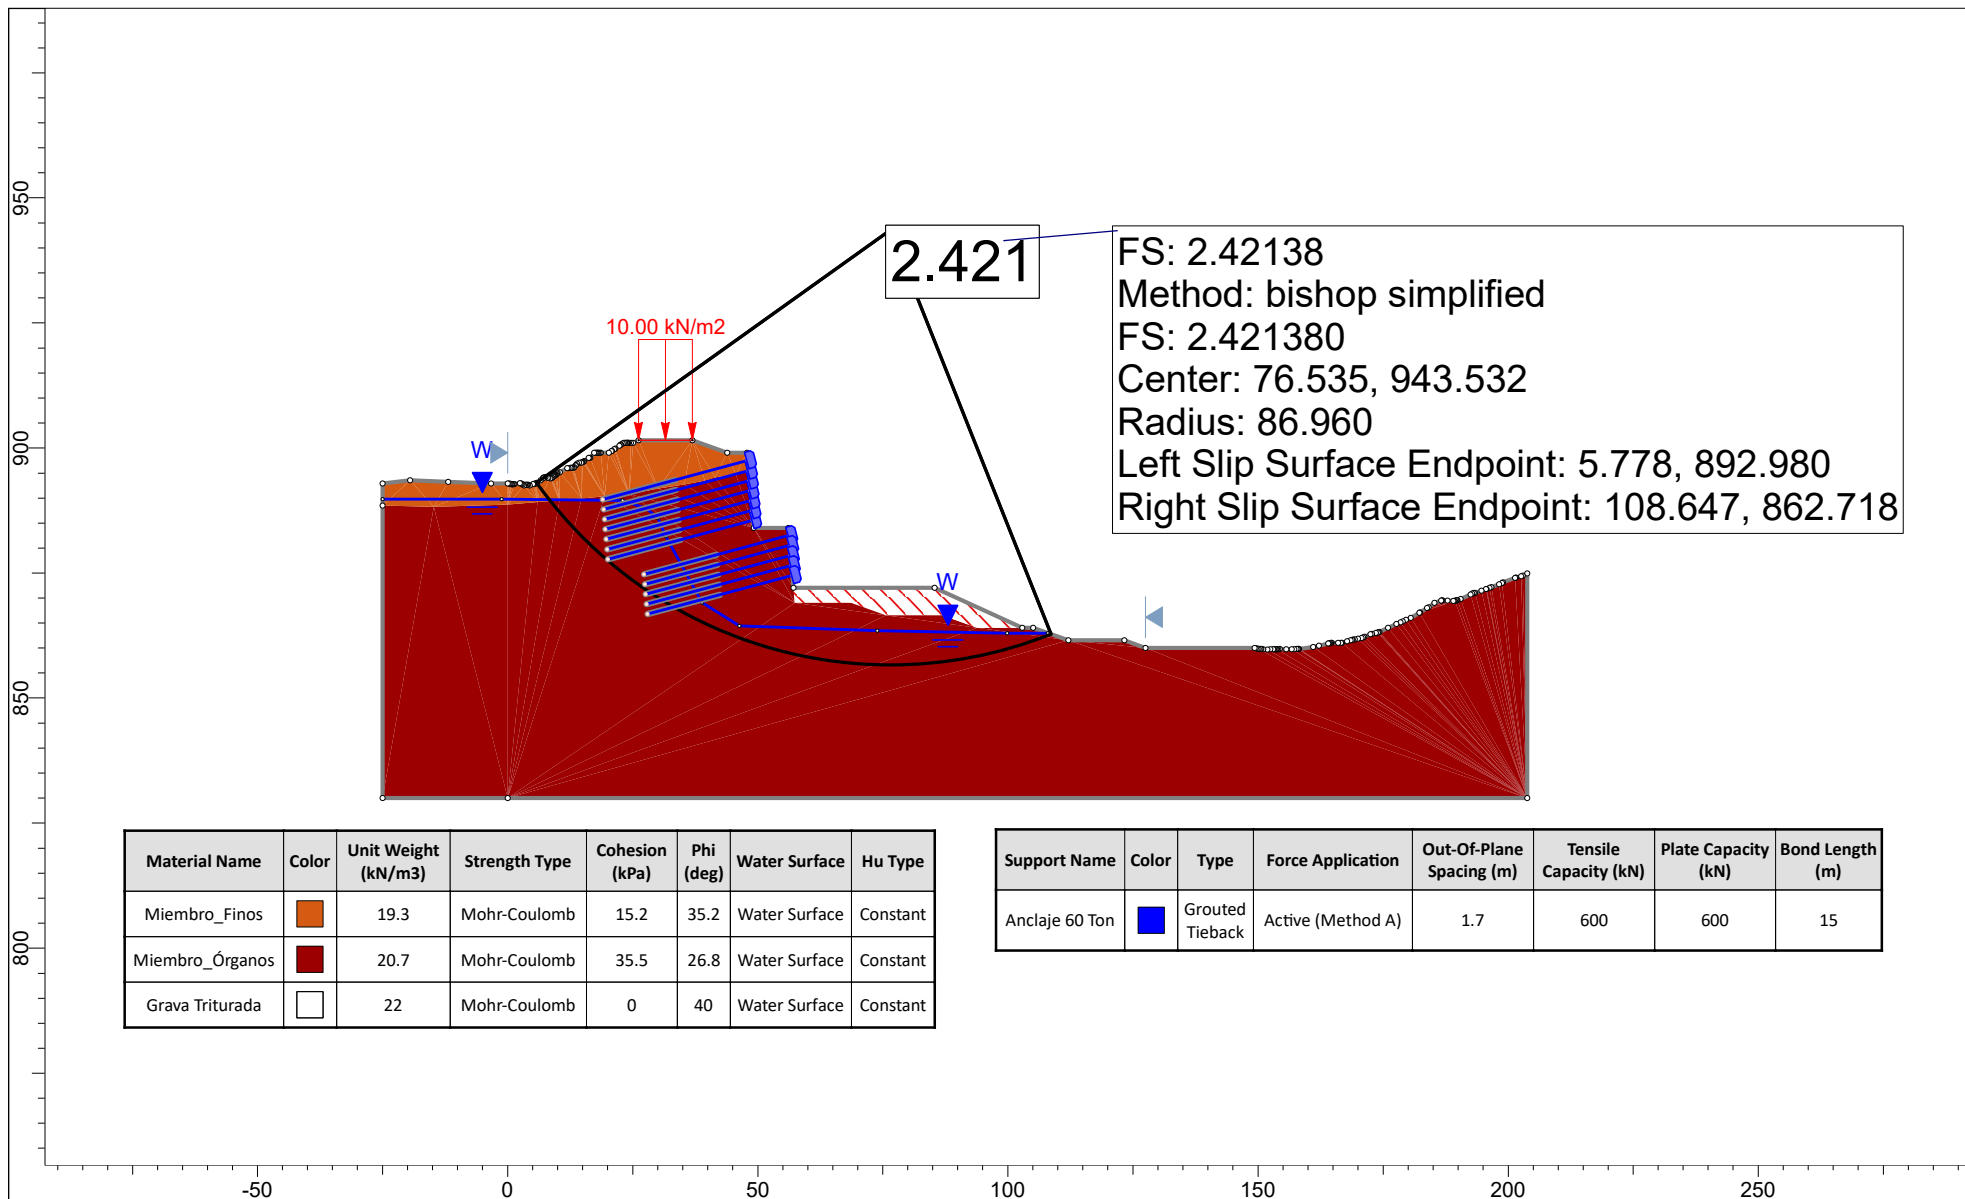 950
900
850
800
-50
0
50
100
150
200
250
10.00 kN/m2
W
W
2.421
FS: 2.42138
Method: bishop simplified
FS: 2.421380
Center: 76.535, 943.532
Radius: 86.960
Left Slip Surface Endpoint: 5.778, 892.980
Right Slip Surface Endpoint: 108.647, 862.718
Material Name Color Unit Weight (kN/m3) Strength Type Cohesion (kPa) Phi (deg) Water Surface Hu Type
Miembro_Finos 19.3 Mohr-Coulomb 15.2 35.2 Water Surface Constant
Miembro_Órganos 20.7 Mohr-Coulomb 35.5 26.8 Water Surface Constant
Grava Triturada 22 Mohr-Coulomb 0 40 Water Surface Constant
Support Name Color Type Force Application Out-Of-Plane Spacing (m) Tensile Capacity (kN) Plate Capacity (kN) Bond Length (m)
Anclaje 60 Ton Grouted Tieback Active (Method A) 1.7 600 600 15